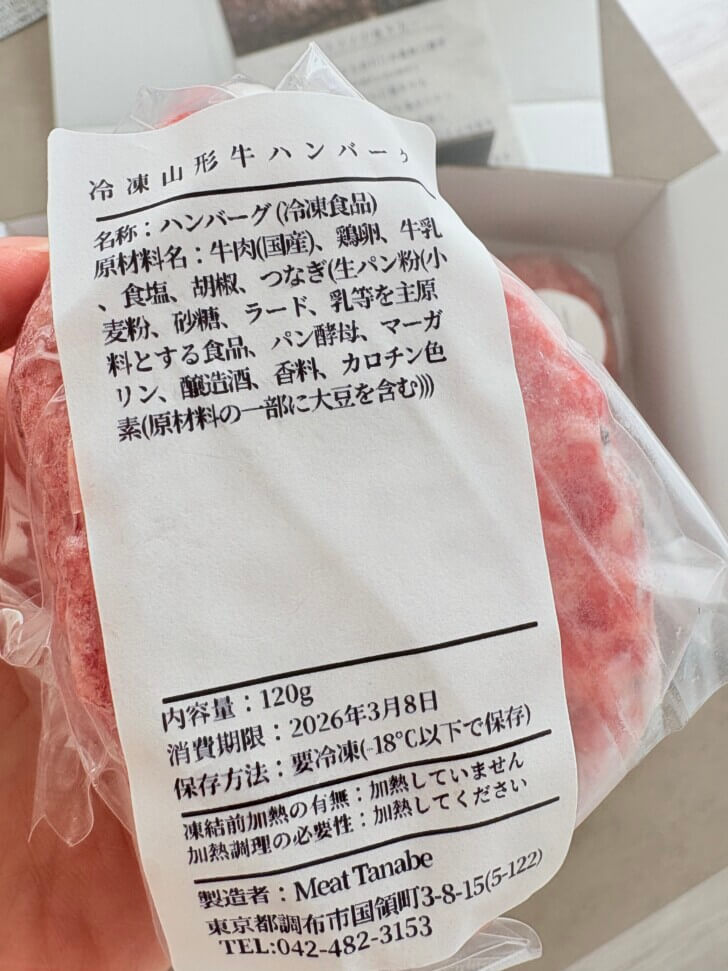 冷凍山形牛ハンバーグ
名称：ハンバーグ(冷凍食品)
原材料名：牛肉(国産)、鶏卵、牛乳
、食塩、胡椒、つなぎ(生パン粉(小
麦粉、砂糖、ラード、乳等を主原
料とする食品、パン酵母、マーガ
リン、醸造酒、香料、カロチン色
素(原材料の一部に大豆を含む)))
内容量：120g
消費期限：2026年3月8日
保存方法：要冷凍(-18℃以下で保存)
凍結前加熱の有無：加熱していません
加熱調理の必要性：加熱してください
製造者：Meat Tanabe
東京都調布市国領町3-8-15(5-122)
TEL:042-482-3153